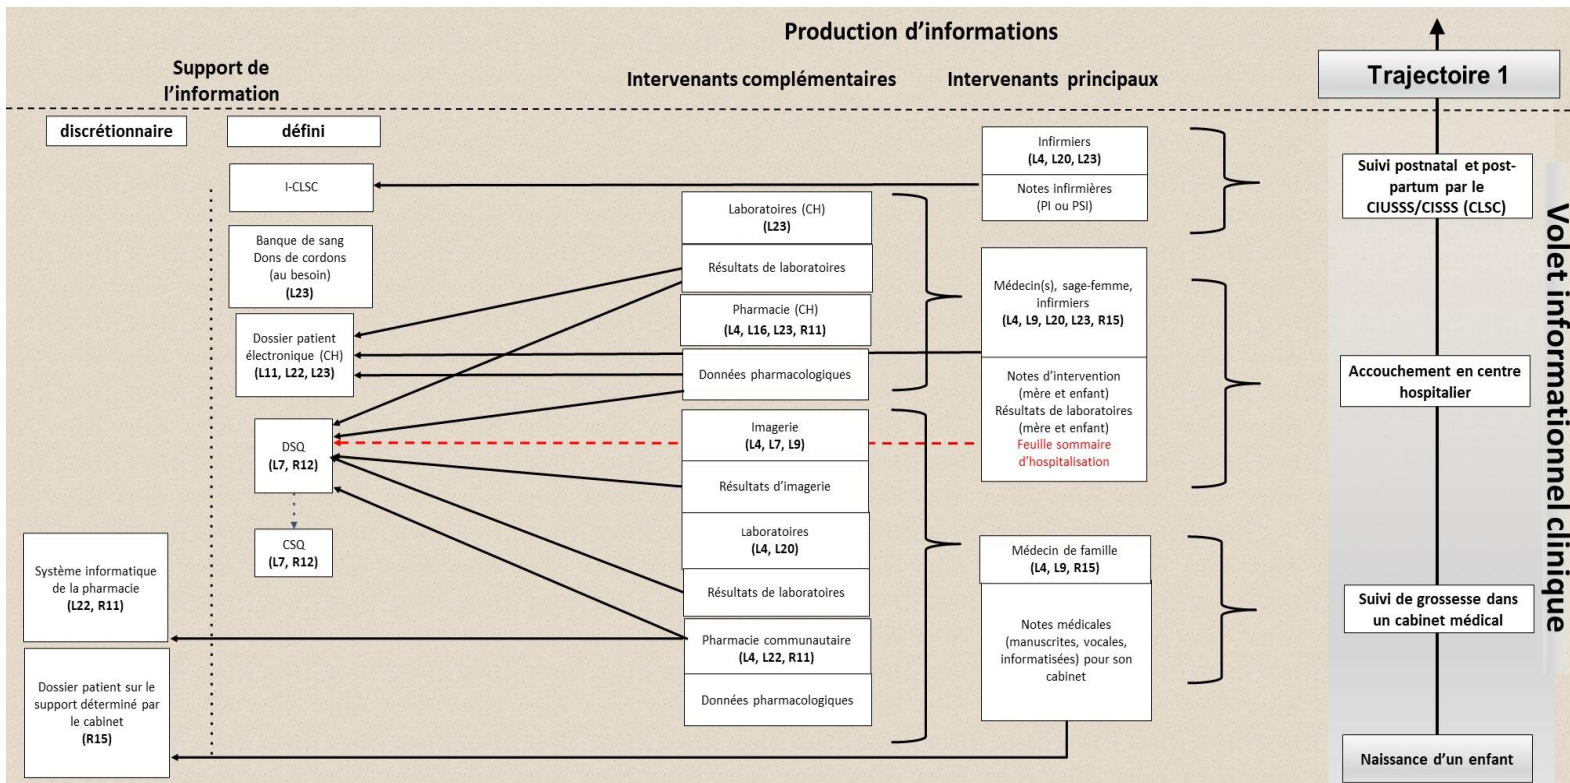 Production d’informations
Support de
l’information
Intervenants complémentaires
Intervenants principaux
Trajectoire 1
discrétionnaire
défini
Infirmiers
(L4, L20, L23)
Notes infirmières
(PI ou PSI)
I-CLSC
Laboratoires (CH)
(L23)
Résultats de laboratoires
Pharmacie (CH)
(L4, L16, L23, R11)
Données pharmacologiques
Banque de sang
Dons de cordons
(au besoin)
(L23)
Dossier patient
électronique (CH)
(L11, L22, L23)
Médecin(s), sage-femme,
infirmiers
(L4, L9, L20, L23, R15)
Notes d’intervention
(mère et enfant)
Résultats de laboratoires
(mère et enfant)
Feuille sommaire
d’hospitalisation
DSQ
(L7, R12)
CSQ
(L7, R12)
Imagerie
(L4, L7, L9)
Résultats d’imagerie
Laboratoires
(L4, L20)
Résultats de laboratoires
Pharmacie communautaire
(L4, L22, R11)
Données pharmacologiques
Médecin de famille
(L4, L9, R15)
Notes médicales
(manuscrites, vocales,
informatisées) pour son
cabinet
Système informatique
de la pharmacie
(L22, R11)
Dossier patient sur le
support déterminé par
le cabinet
(R15)
Suivi postnatal et post-
partum par le
CIUSSS/CISSS (CLSC)
Accouchement en centre
hospitalier
Suivi de grossesse dans
un cabinet médical
Naissance d’un enfant
Volet informationnel clinique